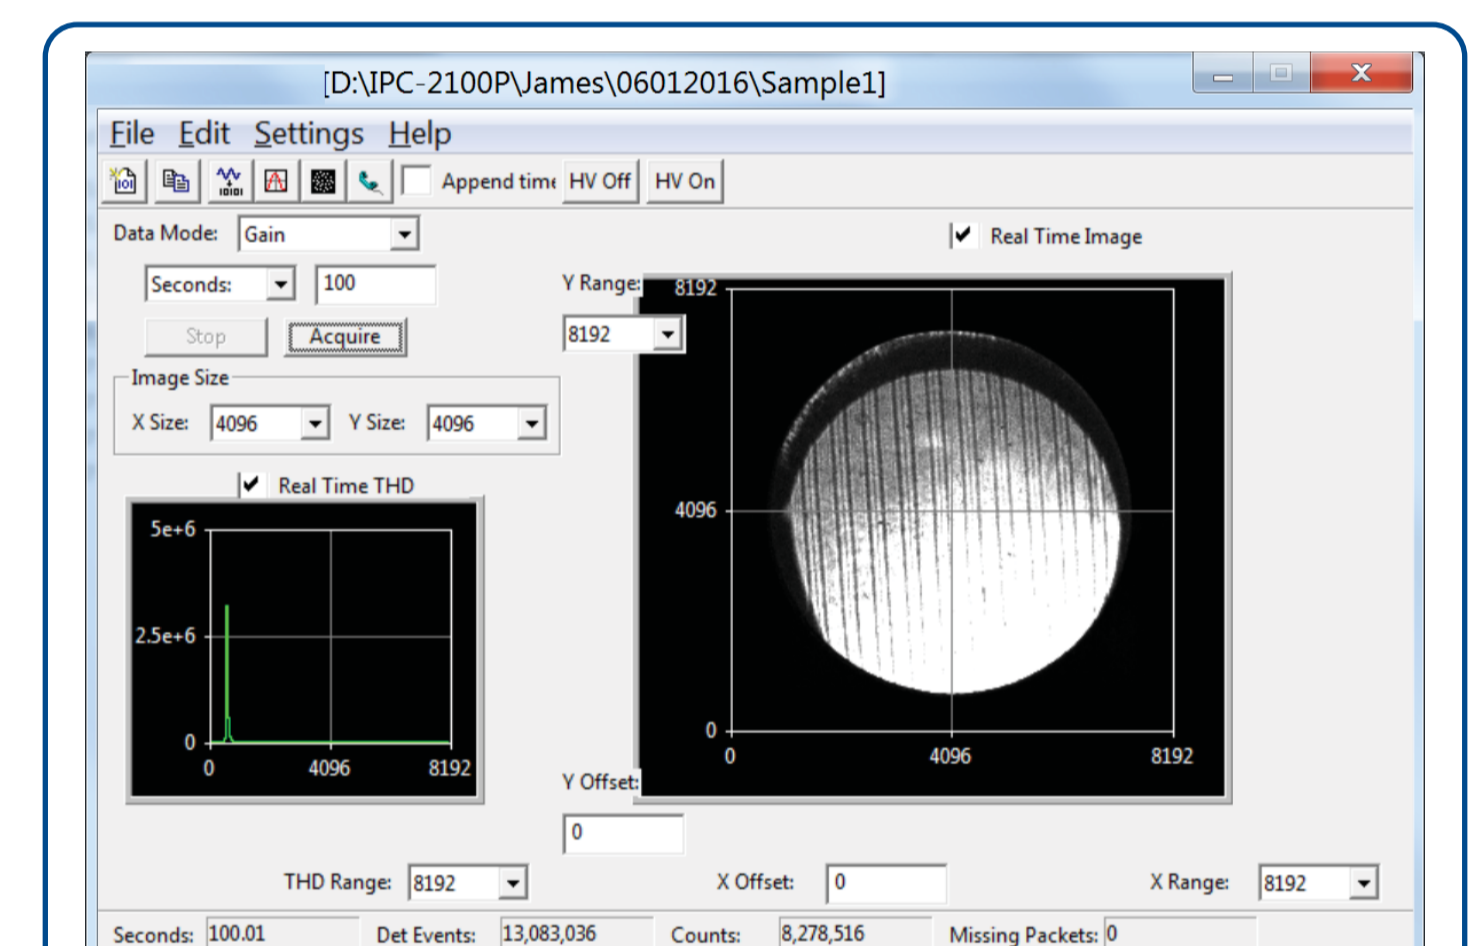 [D:\IPC-2100P\James\06012016\Sample1]
File Edit Settings Help
Append time HV Off HV On
Data Mode: Gain
Real Time Image
Seconds: 100
Y Range:
8192
Stop Acquire
Image Size
X Size: 4096 Y Size: 4096
Real Time THD
5e+6
2.5e+6
0
0 4096 8192
8192
4096
0
0 4096 8192
Y Offset:
0
THD Range: 8192 X Offset: 0 X Range: 8192
Seconds: 100.01 Det Events: 13,083,036 Counts: 8,278,516 Missing Packets: 0